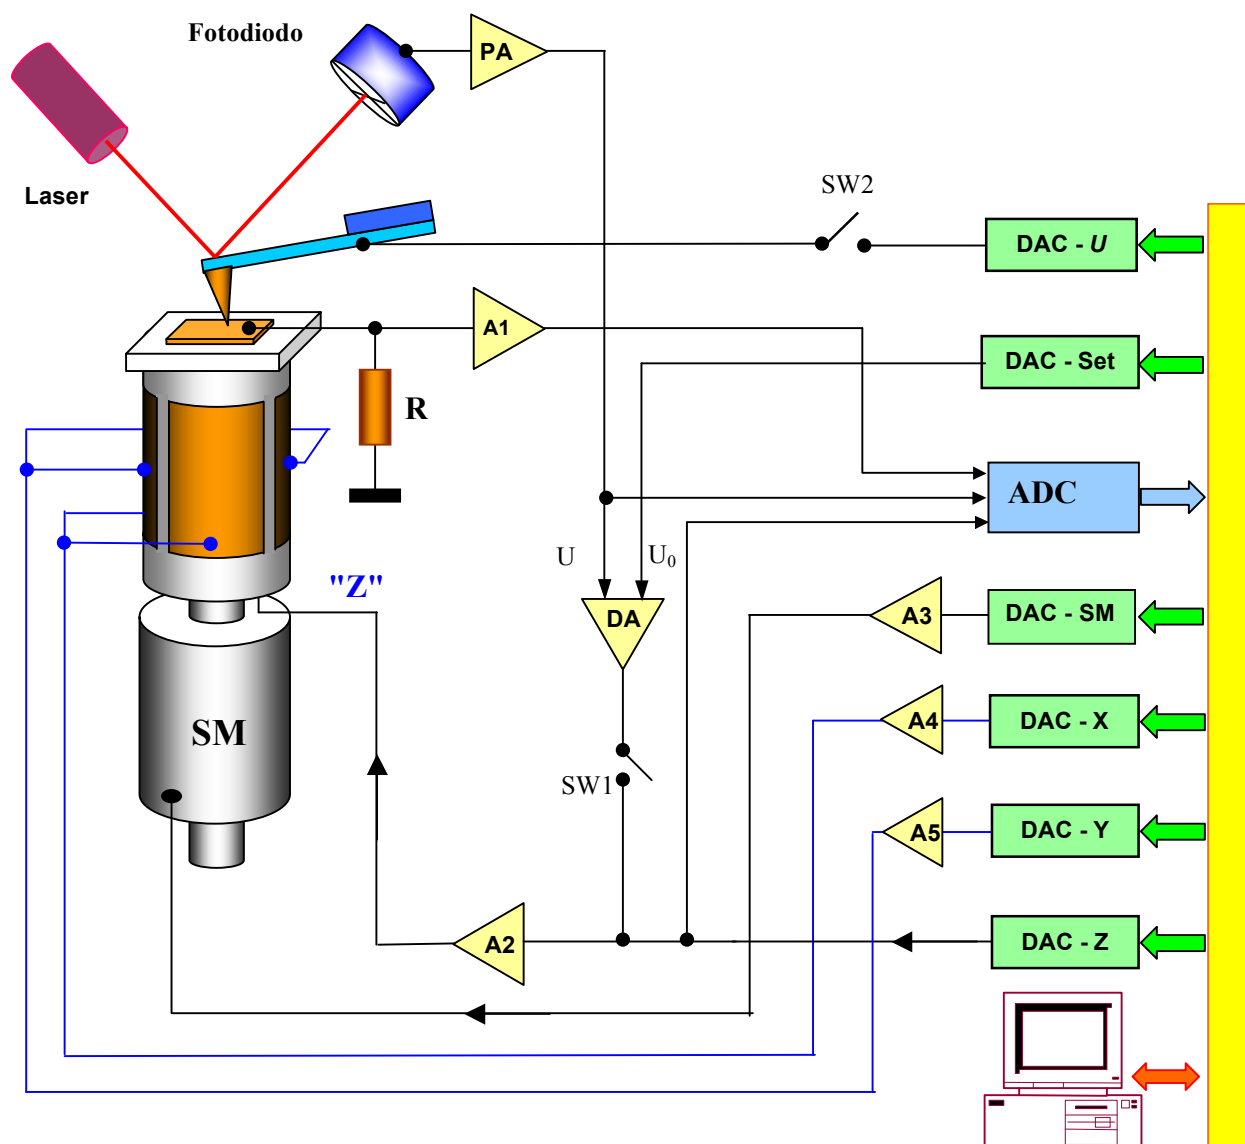 Fotodiodo
PA
Laser
SW2
DAC - U
A1
DAC - Set
R
ADC
"Z"
U
U₀
DA
A3
DAC - SM
SM
A4
DAC - X
SW1
A5
DAC - Y
A2
DAC - Z